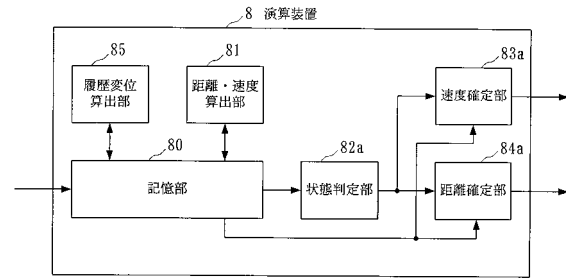 8 演算装置
85
履歴変位
算出部
81
距離・速度
算出部
83a
速度確定部
80
記憶部
82a
状態判定部
84a
距離確定部